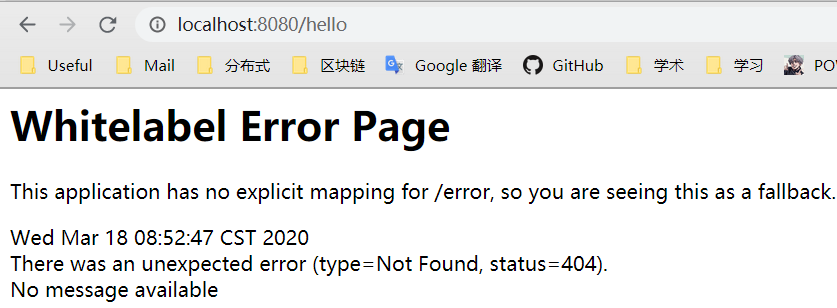 localhost:8080/hello
Useful Mail 分布式 区块链 Google 翻译 GitHub 学术 学习 POV
Whitelabel Error Page
This application has no explicit mapping for /error, so you are seeing this as a fallback.
Wed Mar 18 08:52:47 CST 2020
There was an unexpected error (type=Not Found, status=404).
No message available